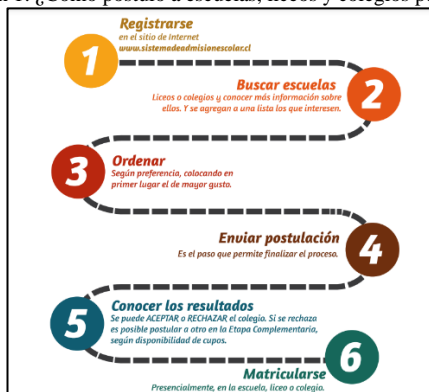 ¿Cómo postulo a escuelas, liceos y colegios
1
Registrarse
en el sitio de Internet
www.sistemadeadmisionescolar.cl
2
Buscar escuelas
Liceos o colegios y conocer más información sobre
ellos. Y se agregan a una lista los que interesen.
3
Ordenar
Según preferencia, colocando en
primer lugar el de mayor gusto.
4
Enviar postulación
Es el paso que permite finalizar el proceso.
5
Conocer los resultados
Se puede ACEPTAR o RECHAZAR el colegio. Si se rechaza
es posible postular a otro en la Etapa Complementaria,
según disponibilidad de cupos.
6
Matricularse
Presencialmente, en la escuela, liceo o colegio.